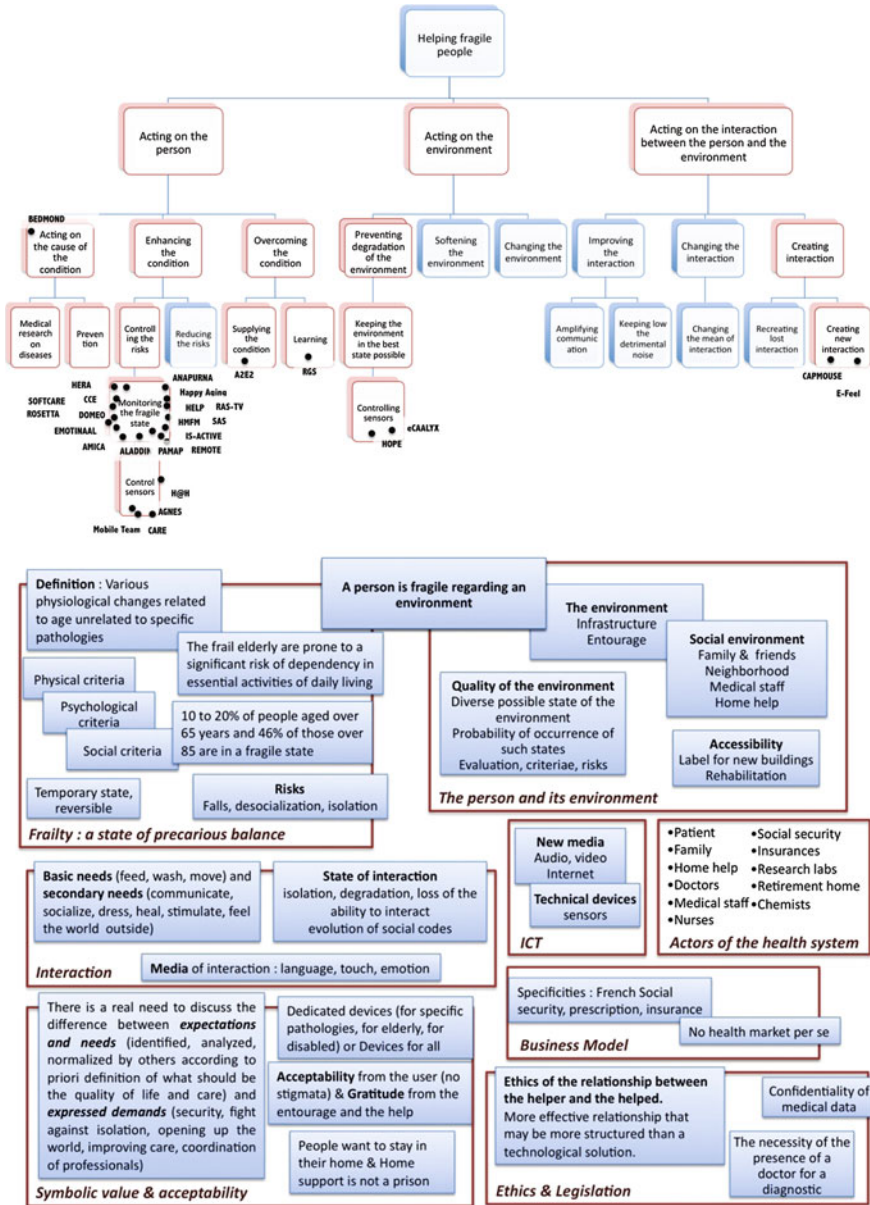 Helping fragile
people
Acting on the
person
Acting on the
environment
Acting on the interaction
between the person and the
environment
BEDMOND
Acting on
the cause of
the condition
Enhancing
the
condition
Overcoming
the
condition
Preventing
degradation
of the
environment
Softening
the
environment
Changing the
environment
Improving
the
interaction
Changing
the
interaction
Creating
interaction
Medical
research
on
diseases
Preven
tion
Controll
ing the
risks
Reducing
the risks
Supplying
the
condition
Learning
Keeping the
environment
in the best
state possible
Amplifying
communic
ation
Keeping low
the
detrimental
noise
Changing
the mean of
interaction
Recreating
lost
interaction
Creating
new
interaction
A2E2
RGS
CAPMOUSE
E-Feel
HERA
ANAPURNA
SOFTCARE
CCE
Monitoring
the fragile
state
Happy Aging
ROSETTA
DOMEO
HELP
RAS-TV
EMOTINAAL
HMFM
SAS
IS-ACTIVE
AMICA
ALADDIN
PAMAP
REMOTE
Controlling
sensors
eCAALYX
HOPE
Control
sensors
H@H
AGNES
Mobile Team
CARE
Definition : Various
physiological changes related
to age unrelated to specific
pathologies
The frail elderly are prone to a
significant risk of dependency in
essential activities of daily living
Physical criteria
Psychological
criteria
Social criteria
10 to 20% of people aged over
65 years and 46% of those over
85 are in a fragile state
Temporary state,
reversible
Risks
Falls, desocialization, isolation
Frailty : a state of precarious balance
A person is fragile regarding an
environment
The environment
Infrastructure
Entourage
Social environment
Family & friends
Neighborhood
Medical staff
Home help
Quality of the environment
Diverse possible state of the
environment
Probability of occurrence of
such states
Evaluation, criteriae, risks
Accessibility
Label for new buildings
Rehabilitation
The person and its environment
Basic needs (feed, wash, move) and
secondary needs (communicate,
socialize, dress, heal, stimulate, feel
the world outside)
State of interaction
isolation, degradation, loss of the
ability to interact
evolution of social codes
Media of interaction : language, touch, emotion
Interaction
New media
Audio, video
Internet
Technical devices
sensors
ICT
•Patient
•Family
•Home help
•Doctors
•Medical staff
•Nurses
•Social security
•Insurances
•Research labs
•Retirement home
•Chemists
Actors of the health system
There is a real need to discuss the
difference between expectations
and needs (identified, analyzed,
normalized by others according to
priori definition of what should be
the quality of life and care) and
expressed demands (security, fight
against isolation, opening up the
world, improving care, coordination
of professionals)
Dedicated devices (for specific
pathologies, for elderly, for
disabled) or Devices for all
Acceptability from the user (no
stigmata) & Gratitude from the
entourage and the help
People want to stay in
their home & Home
support is not a prison
Symbolic value & acceptability
Specificities : French Social
security, prescription, insurance
No health market per se
Business Model
Ethics of the relationship between
the helper and the helped.
More effective relationship that
may be more structured than a
technological solution.
Confidentiality of
medical data
The necessity of the
presence of a
doctor for a
diagnostic
Ethics & Legislation